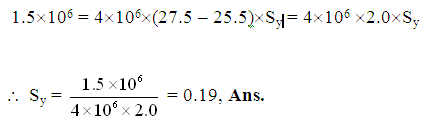 1.5×10⁶ = 4×10⁶×(27.5 – 25.5)×Sy = 4×10⁶ ×2.0×Sy
∴ Sy = 1.5 ×10⁶ / 4×10⁶ × 2.0 = 0.19, Ans.